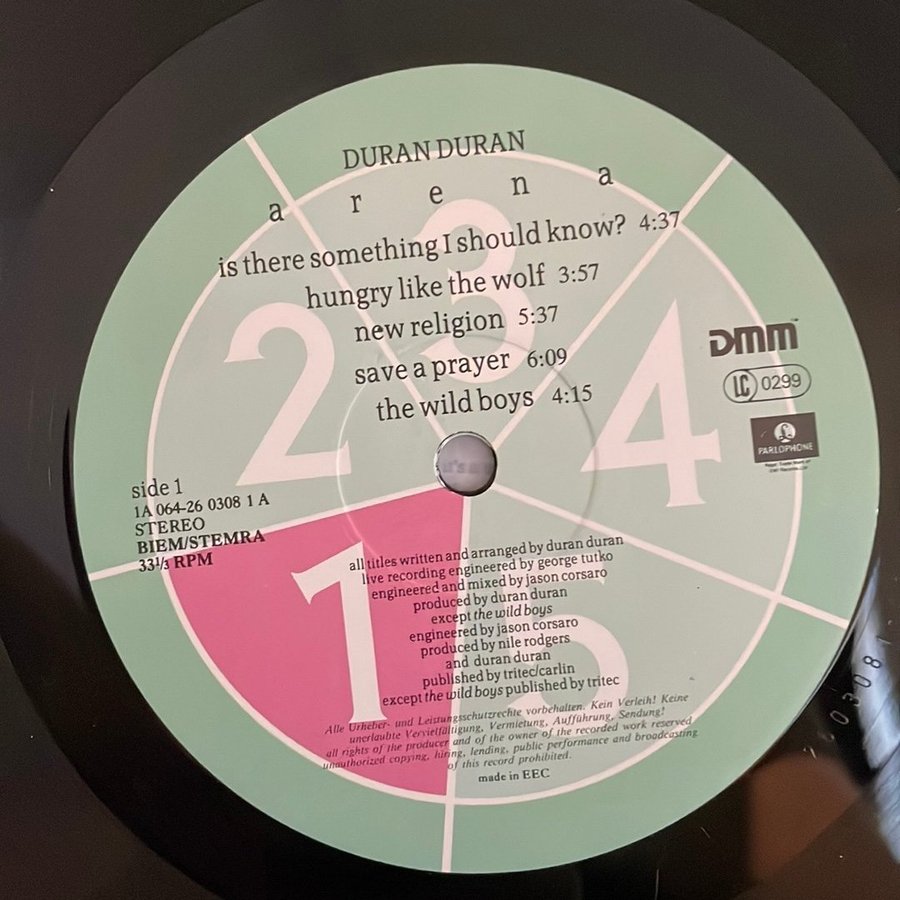 DURAN DURAN
a r e n a
is there something I should know? 4:37
hungry like the wolf 3:57
new religion 5:37
save a prayer 6:09
the wild boys 4:15
2
3
4
DMM™
LC 0299
PARLOPHONE
side 1
1A 064-26 0308 1 A
STEREO
BIEM/STEMRA
33⅓ RPM
1
5
all titles written and arranged by duran duran
live recording engineered by george tutko
engineered and mixed by jason corsaro
produced by duran duran
except the wild boys
engineered by jason corsaro
produced by nile rodgers
and duran duran
published by tritec/carlin
except the wild boys published by tritec
Alle Urheber- und Leistungsschutzrechte vorbehalten. Kein Verleih! Keine
unerlaubte Vervielfältigung, Vermietung, Aufführung, Sendung!
all rights of the producer and of the owner of the recorded work reserved
unauthorized copying, hiring, lending, public performance and broadcasting
of this record prohibited.
made in EEC